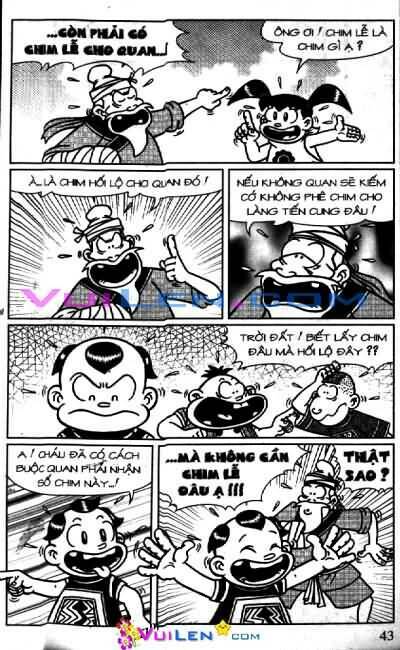 ...CÒN PHẢI CÓ
CHIM LỄ CHO QUAN...
ÔNG ƠI! CHIM LỄ LÀ
CHIM GÌ Ạ?
À... LÀ CHIM HỐI LỘ CHO QUAN ĐÓ!
NẾU KHÔNG QUAN SẼ KIẾM
CỚ KHÔNG PHÊ CHIM CHO
LÀNG TIẾN CUNG ĐÂU!
VUILEN.COM
TRỜI ĐẤT! BIẾT LẤY CHIM
ĐÂU MÀ HỐI LỘ ĐÂY??
A! CHÁU ĐÃ CÓ CÁCH
BUỘC QUAN PHẢI NHẬN
SỐ CHIM NÀY...!
...MÀ KHÔNG CẦN
CHIM LỄ
ĐÂU Ạ!!!
THẬT
SAO?
VUILEN.COM
43